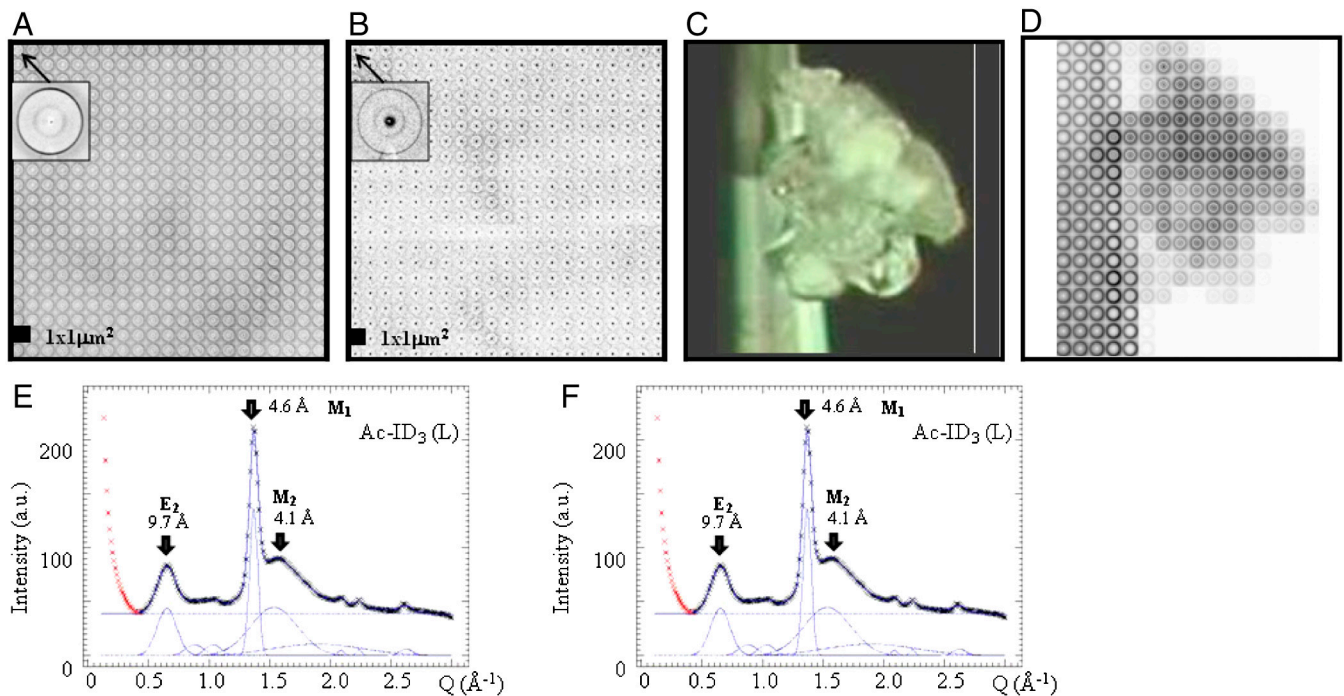 A
B
C
D
1x1μm²
1x1μm²
E
200
100
0
Intensity (a.u.)
4.6 Å M₁
Ac-ID₃ (L)
E₂
9.7 Å
M₂
4.1 Å
0 0.5 1.0 1.5 2.0 2.5 Q (Å⁻¹)
F
200
100
0
Intensity (a.u.)
4.6 Å M₁
Ac-ID₃ (L)
E₂
9.7 Å
M₂
4.1 Å
0 0.5 1.0 1.5 2.0 2.5 Q (Å⁻¹)